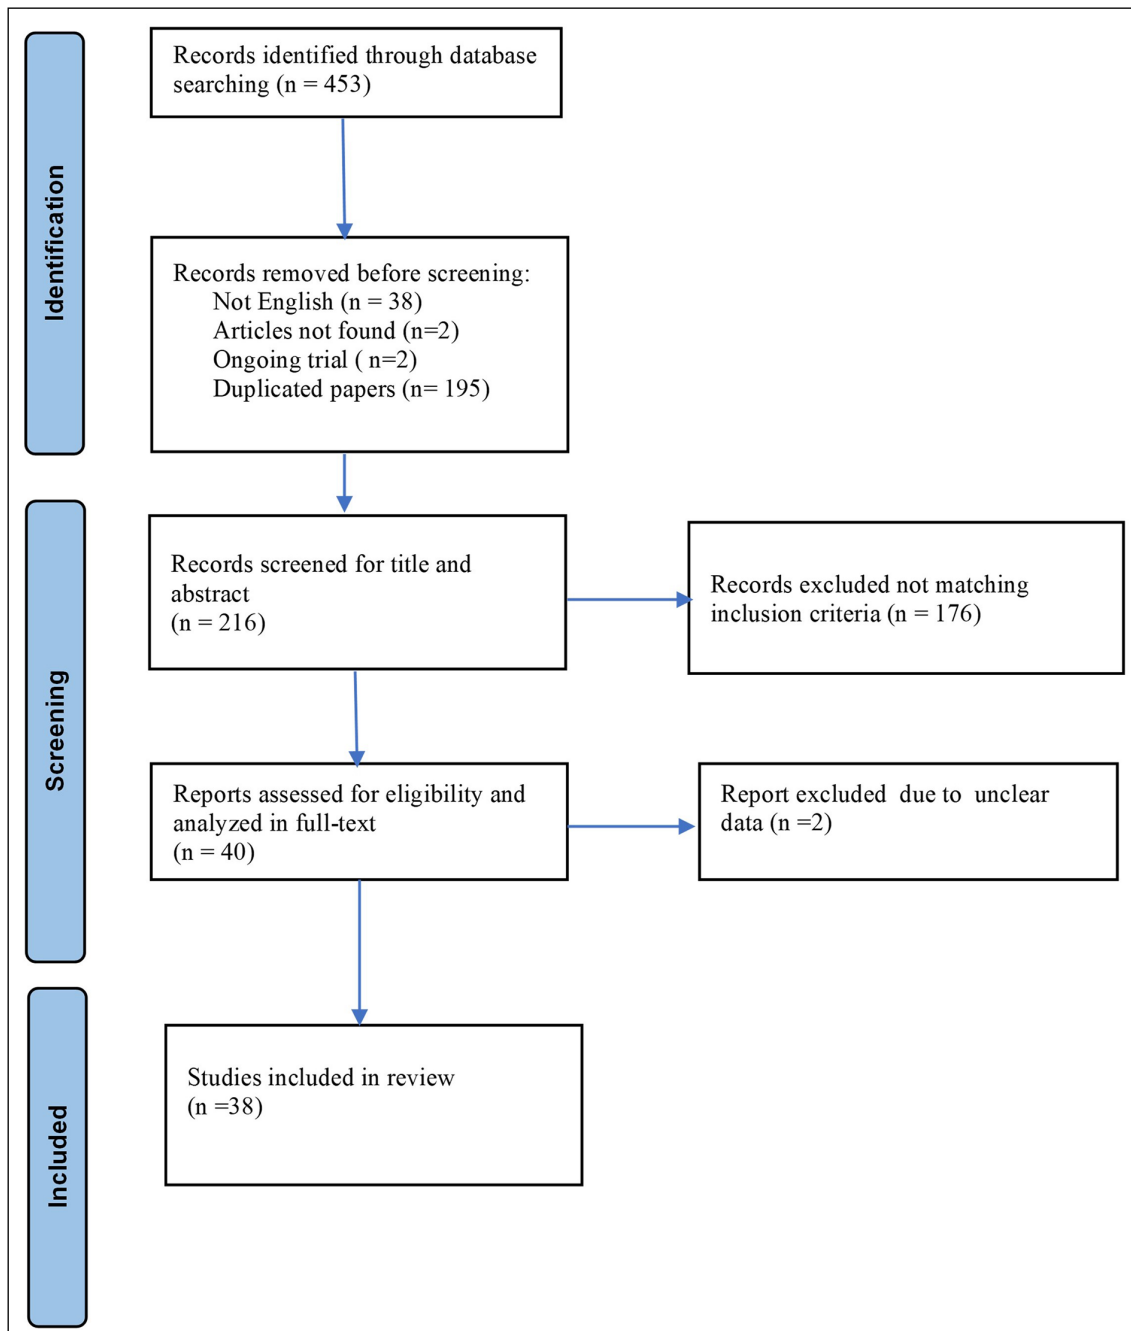 Identification
Records identified through database
searching (n = 453)
Records removed before screening:
Not English (n = 38)
Articles not found (n=2)
Ongoing trial ( n=2)
Duplicated papers (n= 195)
Screening
Records screened for title and
abstract
(n = 216)
Records excluded not matching
inclusion criteria (n = 176)
Reports assessed for eligibility and
analyzed in full-text
(n = 40)
Report excluded  due to  unclear
data (n =2)
Included
Studies included in review
(n =38)